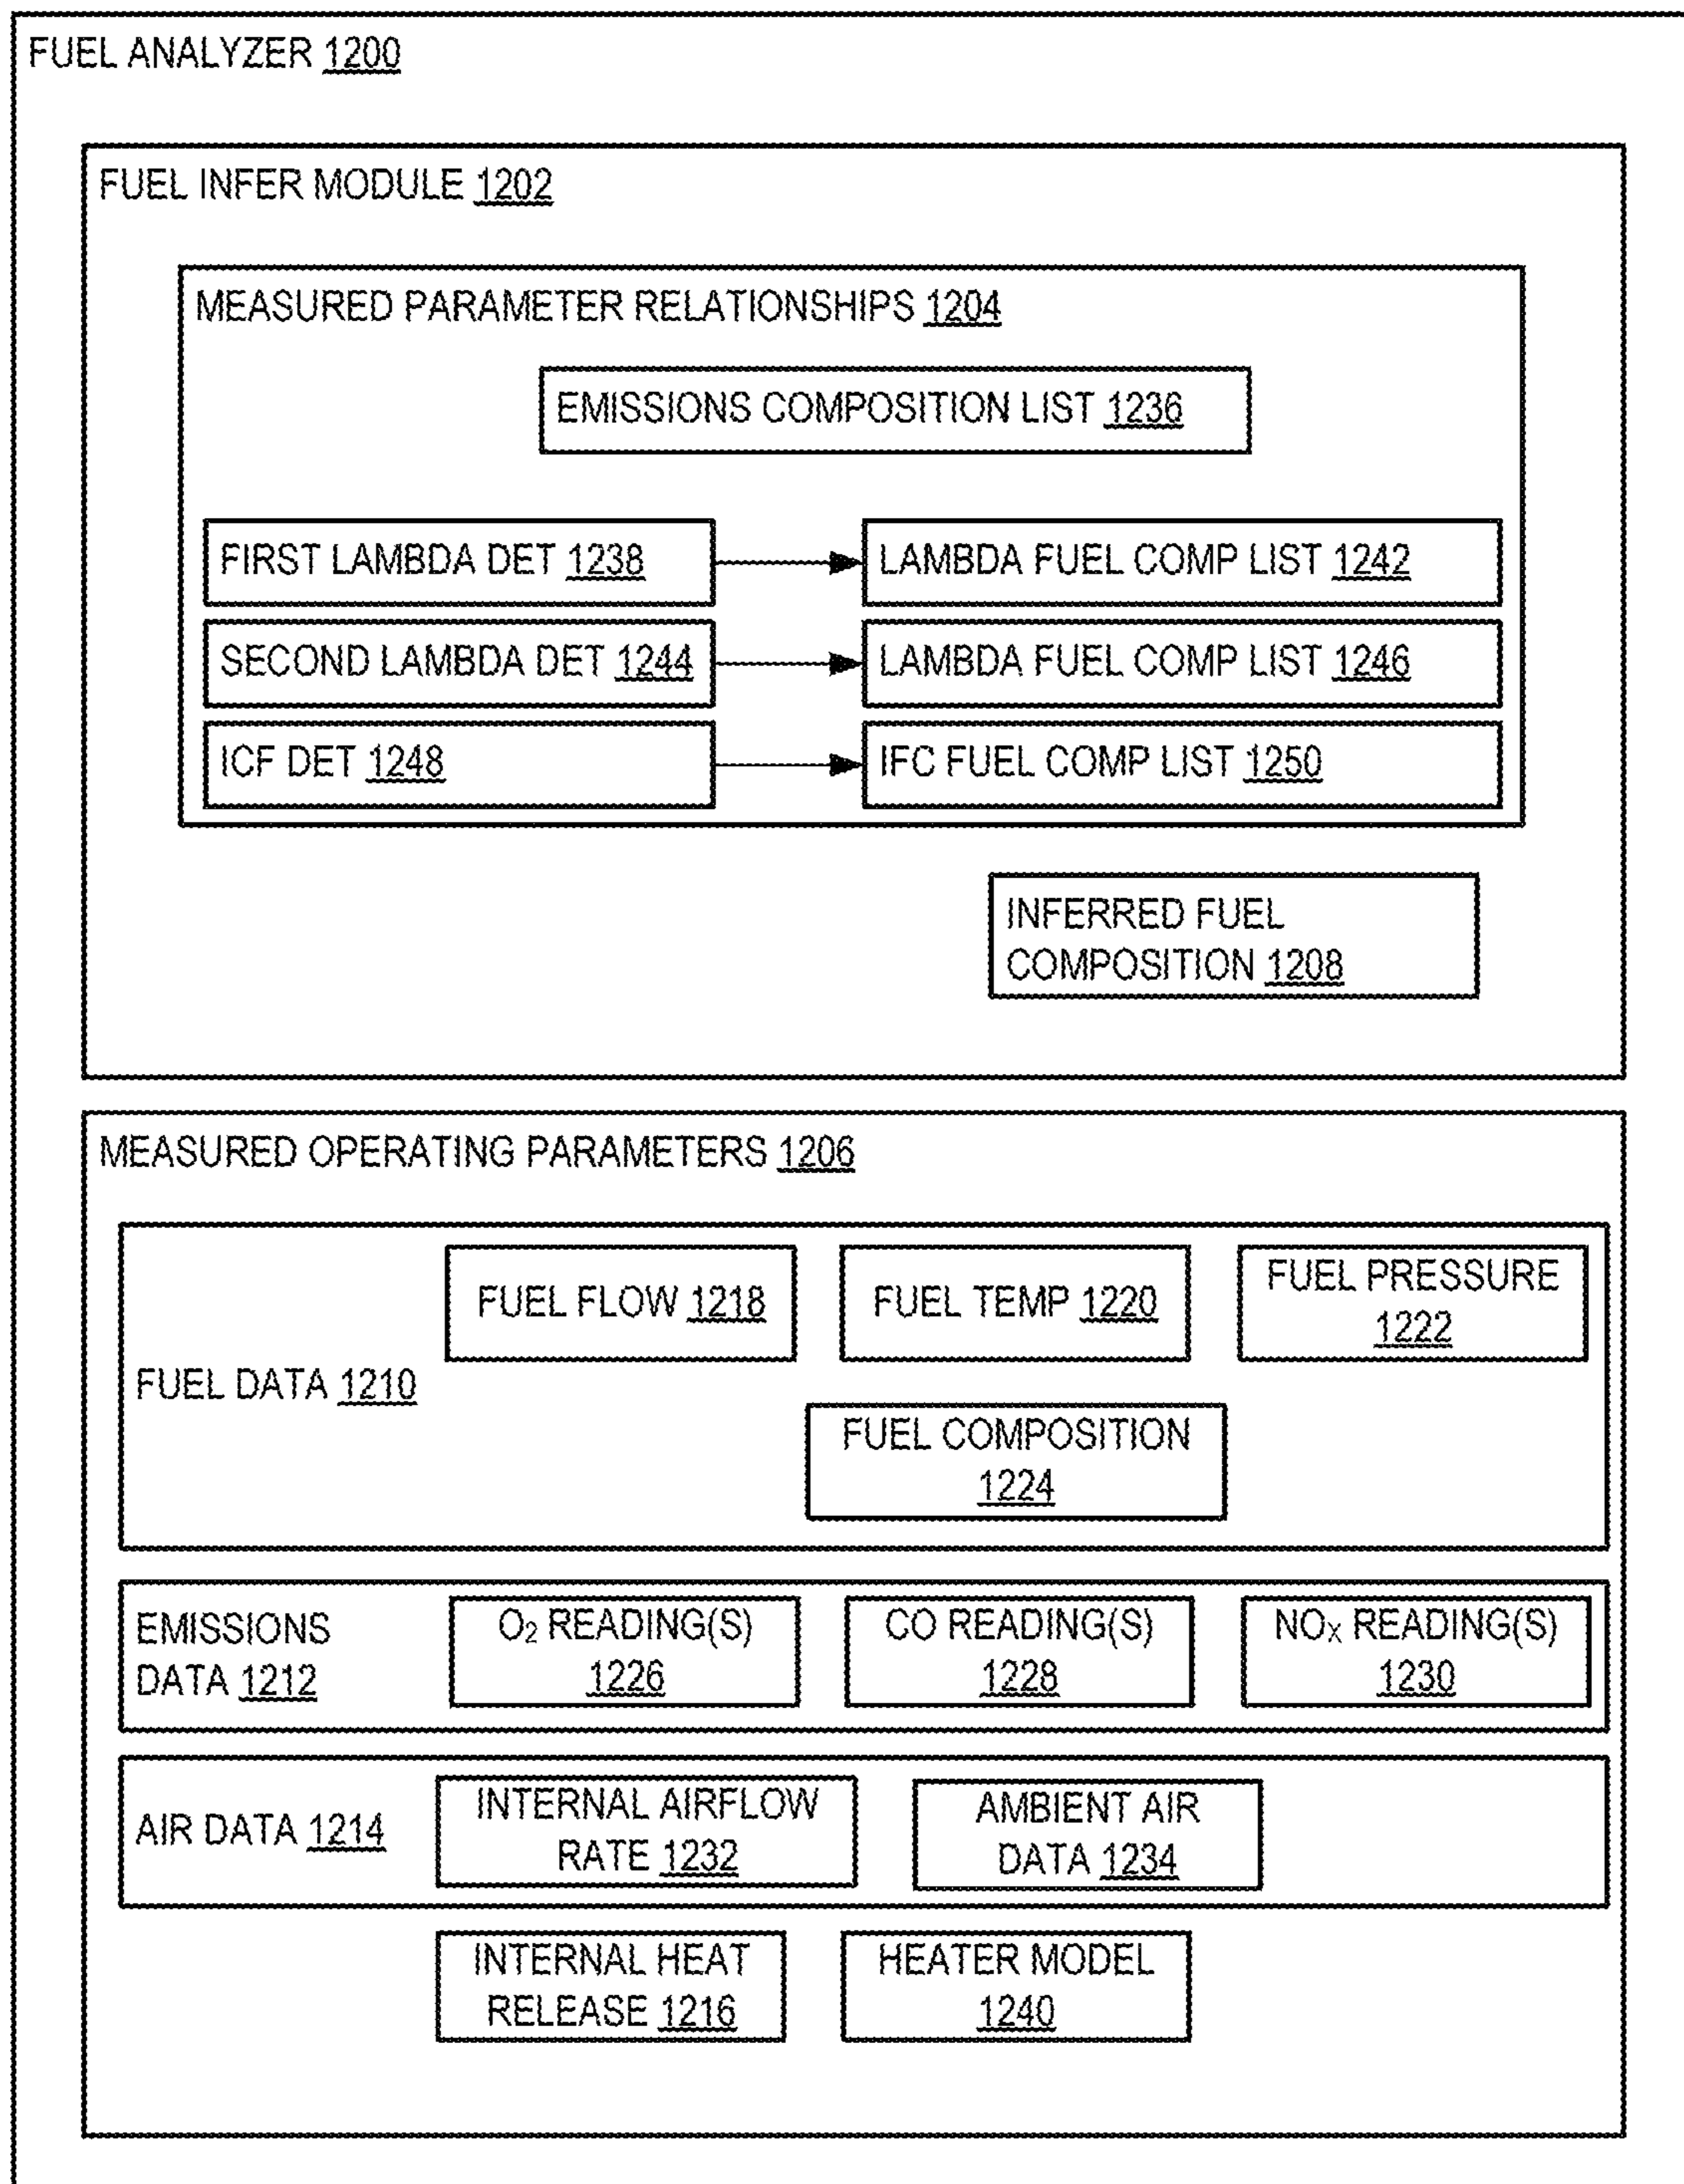 FUEL ANALYZER 1200
FUEL INFER MODULE 1202
MEASURED PARAMETER RELATIONSHIPS 1204
EMISSIONS COMPOSITION LIST 1236
FIRST LAMBDA DET 1238
LAMBDA FUEL COMP LIST 1242
SECOND LAMBDA DET 1244
LAMBDA FUEL COMP LIST 1246
ICF DET 1248
IFC FUEL COMP LIST 1250
INFERRED FUEL
COMPOSITION 1208
MEASURED OPERATING PARAMETERS 1206
FUEL DATA 1210
FUEL FLOW 1218
FUEL TEMP 1220
FUEL PRESSURE
1222
FUEL COMPOSITION
1224
EMISSIONS
DATA 1212
O₂ READING(S)
1226
CO READING(S)
1228
NOₓ READING(S)
1230
AIR DATA 1214
INTERNAL AIRFLOW
RATE 1232
AMBIENT AIR
DATA 1234
INTERNAL HEAT
RELEASE 1216
HEATER MODEL
1240